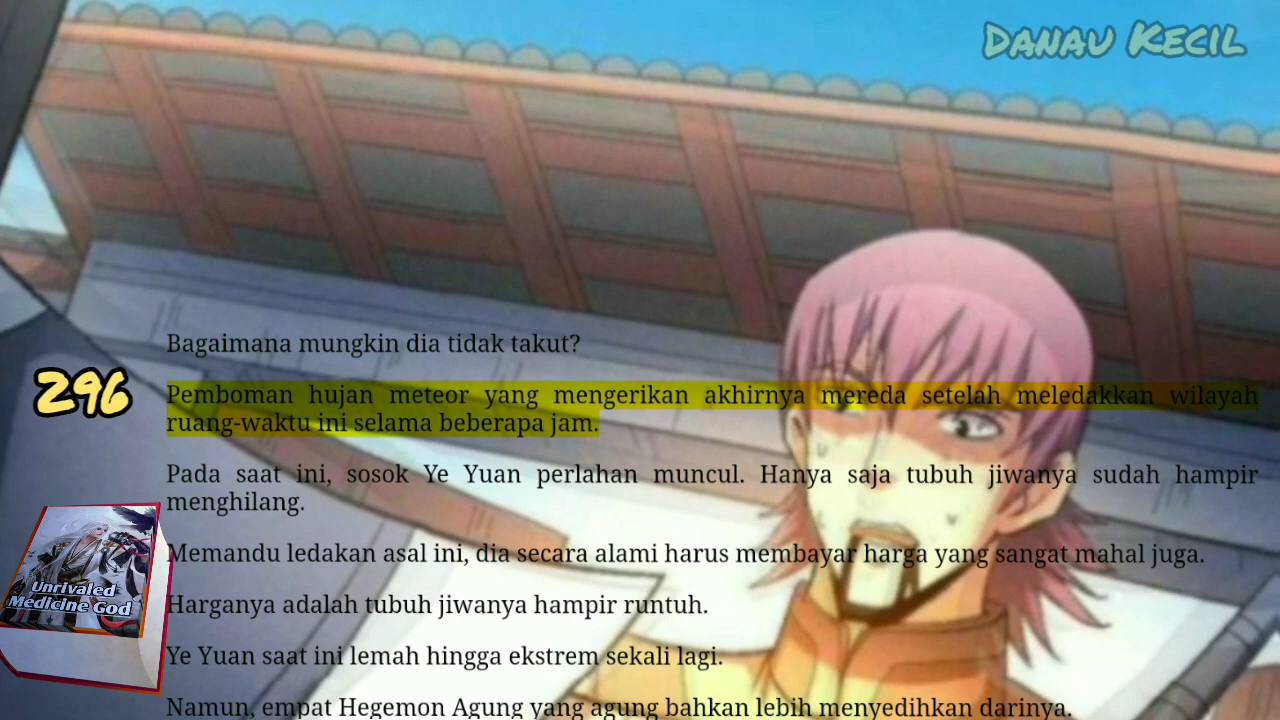 Danau Kecil
Bagaimana mungkin dia tidak takut?
296
Pemboman hujan meteor yang mengerikan akhirnya mereda setelah meledakkan wilayah
ruang-waktu ini selama beberapa jam.
Pada saat ini, sosok Ye Yuan perlahan muncul. Hanya saja tubuh jiwanya sudah hampir
menghilang.
Memandu ledakan asal ini, dia secara alami harus membayar harga yang sangat mahal juga.
Unrivaled
Medicine God
Harganya adalah tubuh jiwanya hampir runtuh.
Ye Yuan saat ini lemah hingga ekstrem sekali lagi.
Namun, empat Hegemon Agung yang agung bahkan lebih menyedihkan darinya.